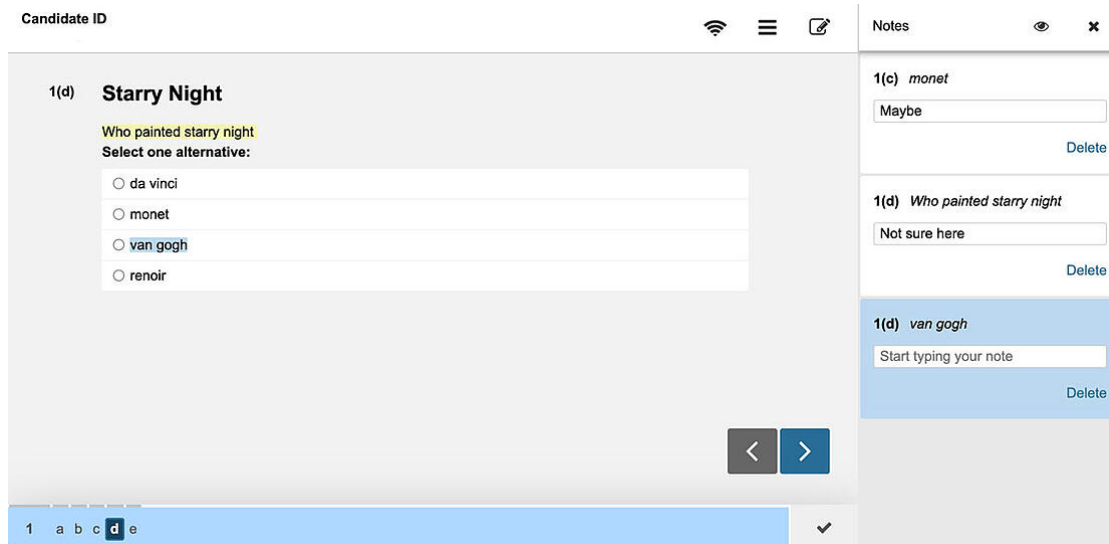 Candidate ID
Notes
1(d) Starry Night
Who painted starry night
Select one alternative:
da vinci
monet
van gogh
renoir
1(c) monet
Maybe
Delete
1(d) Who painted starry night
Not sure here
Delete
1(d) van gogh
Start typing your note
Delete
1 a b c d e